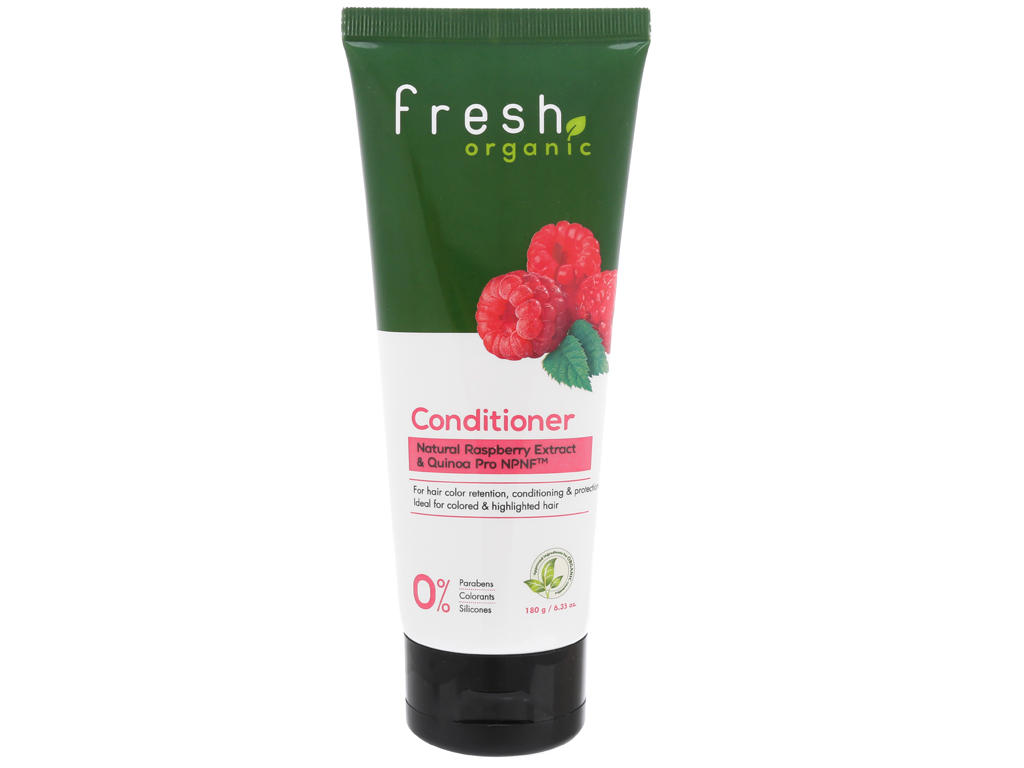 fresh
organic
Conditioner
Natural Raspberry Extract
& Quinoa Pro NPNF™
For hair color retention, conditioning & protection
Ideal for colored & highlighted hair
0%
Parabens
Colorants
Silicones
180 g / 6.33 oz.